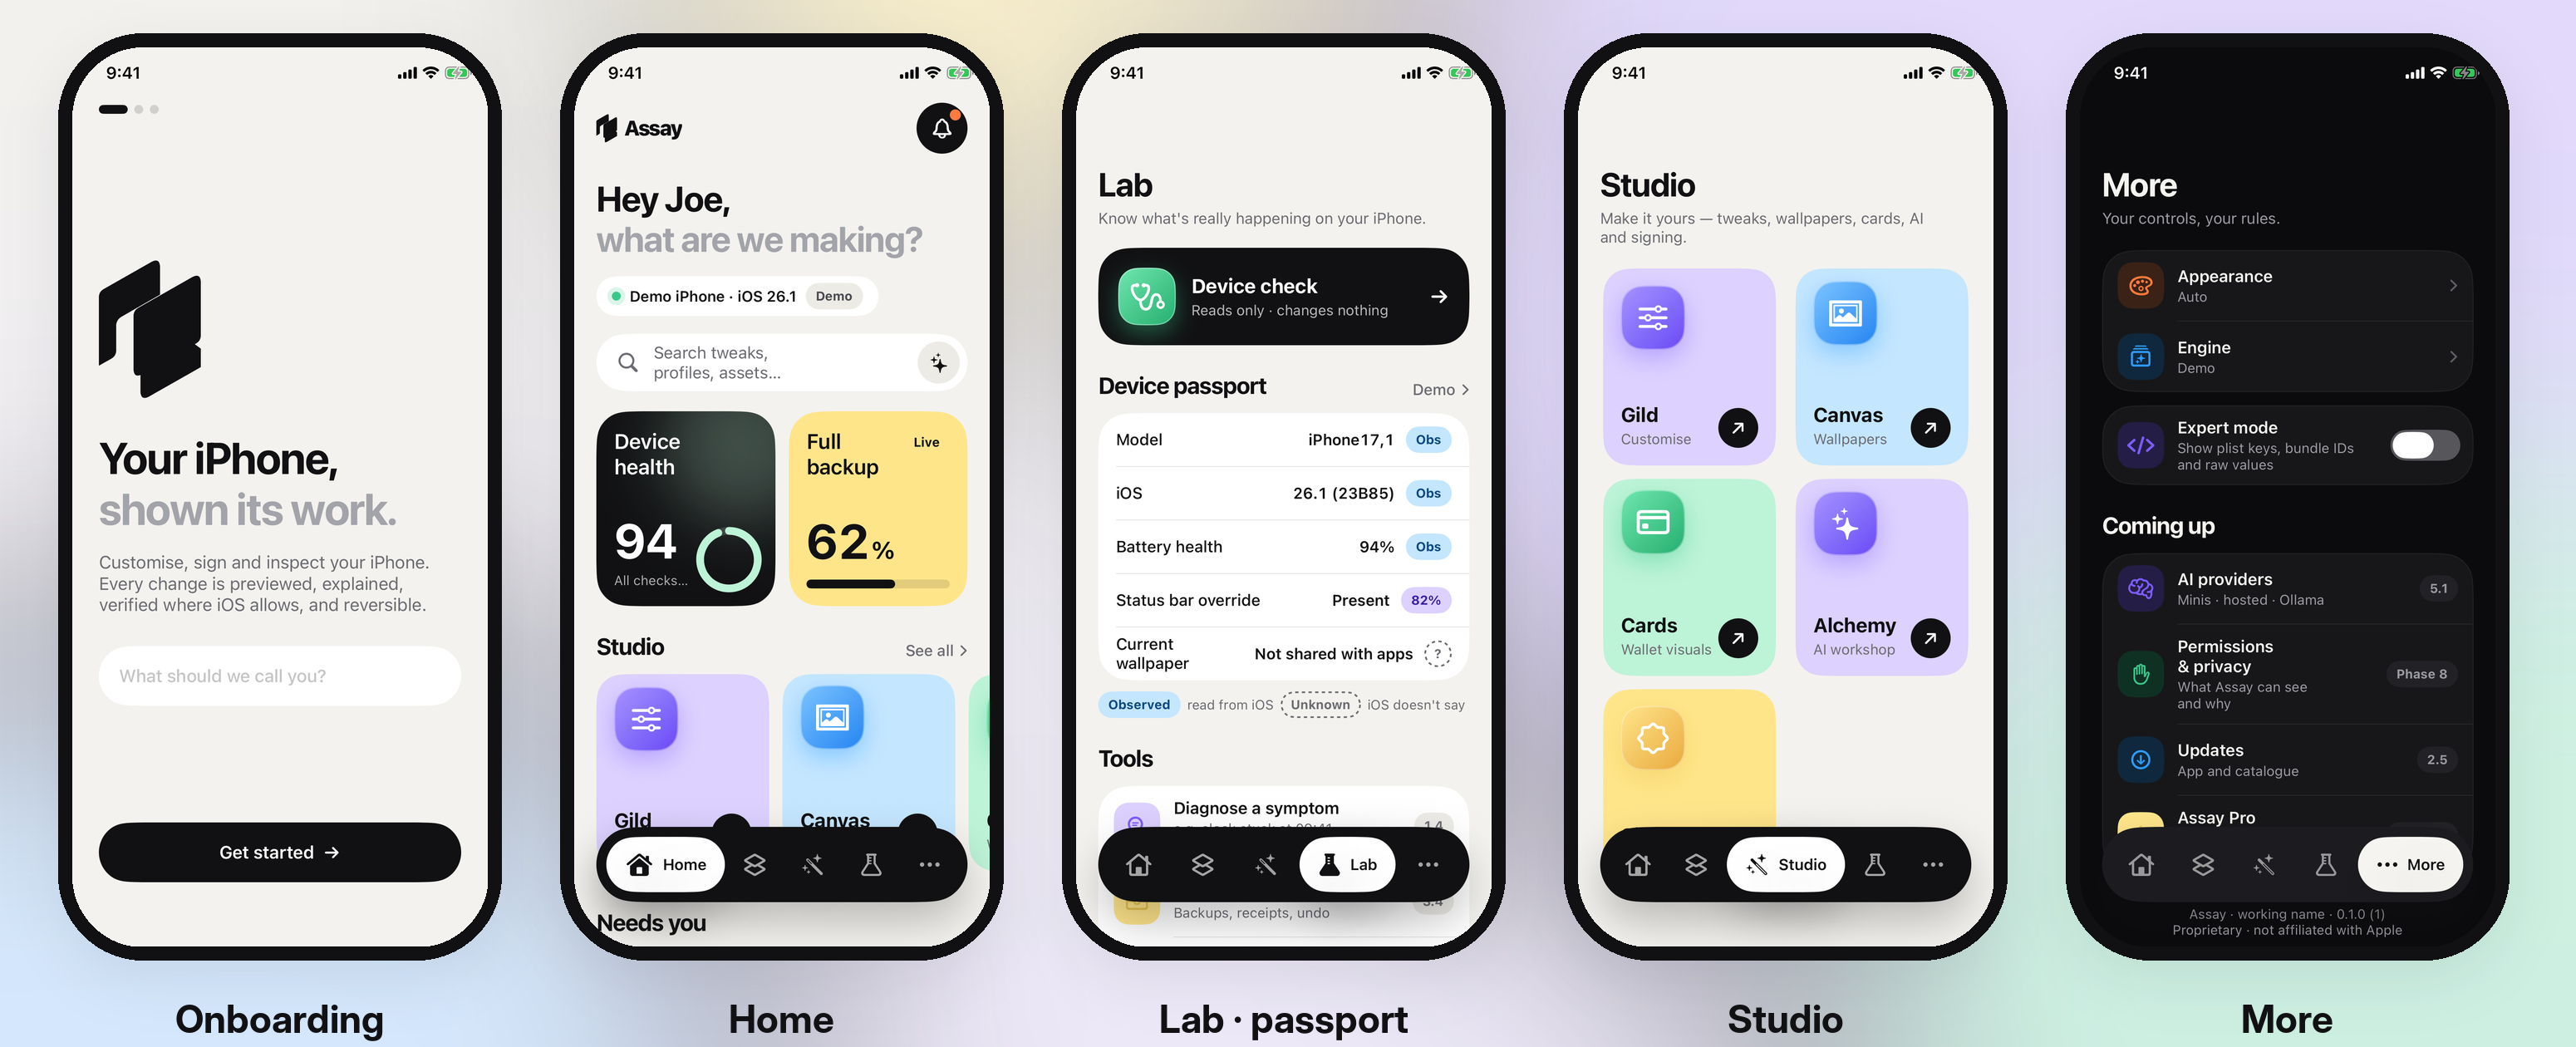 9:41
Your iPhone,
shown its work.
Customise, sign and inspect your iPhone.
Every change is previewed, explained,
verified where iOS allows, and reversible.
What should we call you?
Get started →
Onboarding
9:41
Assay
Hey Joe,
what are we making?
Demo iPhone · iOS 26.1 Demo
Search tweaks,
profiles, assets...
Device
health
94
All checks...
Full
backup
Live
62%
Studio
See all >
Gild
Canvas
Home
Needs you
Home
9:41
Lab
Know what's really happening on your iPhone.
Device check
Reads only · changes nothing
Device passport
Demo >
Model iPhone17,1 Obs
iOS 26.1 (23B85) Obs
Battery health 94% Obs
Status bar override Present 82%
Current
wallpaper
Not shared with apps ?
Observed read from iOS Unknown iOS doesn't say
Tools
Diagnose a symptom
Lab
Backups, receipts, undo
Lab · passport
9:41
Studio
Make it yours — tweaks, wallpapers, cards, AI
and signing.
Gild
Customise
Canvas
Wallpapers
Cards
Wallet visuals
Alchemy
AI workshop
Studio
Studio
9:41
More
Your controls, your rules.
Appearance
Auto
Engine
Demo
Expert mode
Show plist keys, bundle IDs
and raw values
Coming up
AI providers
Minis · hosted · Ollama
5.1
Permissions
& privacy
What Assay can see
and why
Phase 8
Updates
App and catalogue
2.5
Assay Pro
More
Assay · working name · 0.1.0 (1)
Proprietary · not affiliated with Apple
More